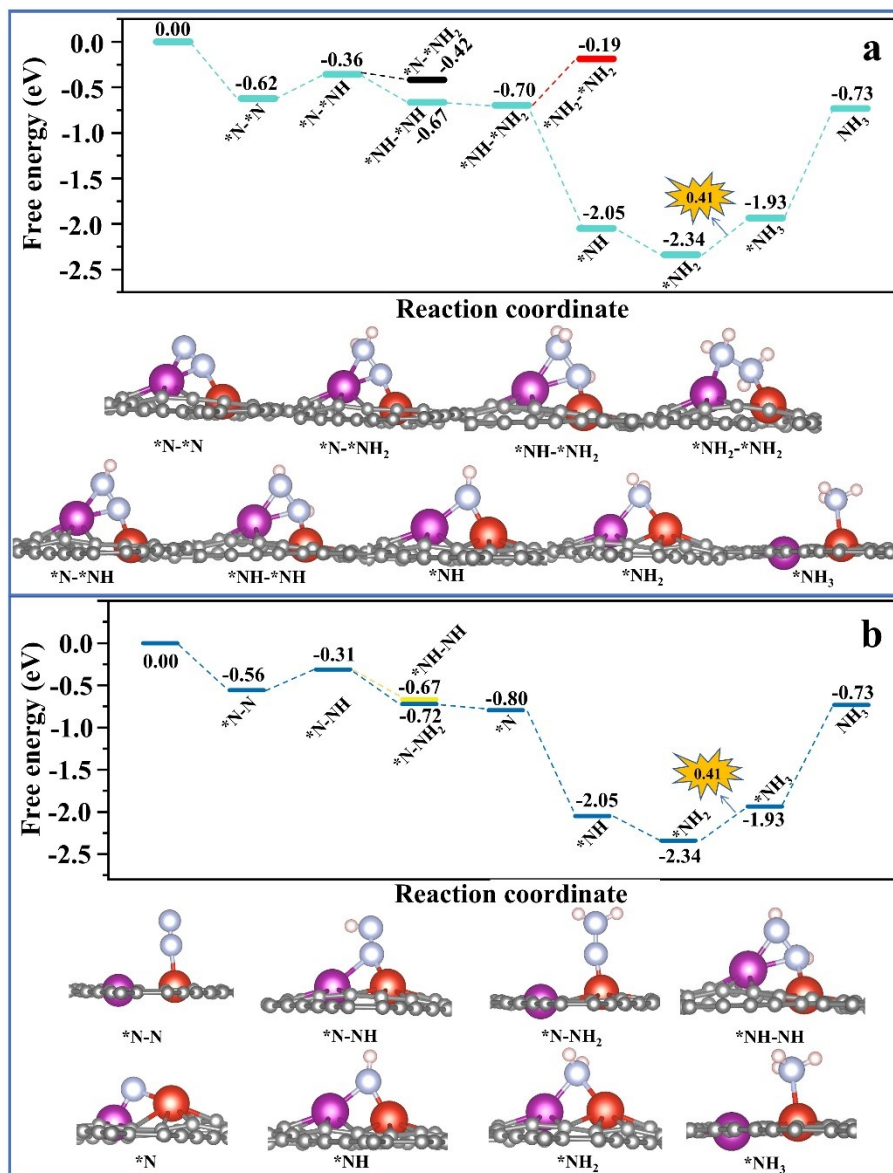 a
Free energy (eV)
0.0
-0.5
-1.0
-1.5
-2.0
-2.5
0.00
-0.62
*N-*N
-0.36
*N-*NH
*N-*NH₂
-0.42
*NH-*NH
-0.67
-0.70
*NH-*NH₂
-0.19
*NH₂-*NH₂
-2.05
*NH
-2.34
*NH₂
0.41
-1.93
*NH₃
-0.73
NH₃
Reaction coordinate
*N-*N
*N-*NH₂
*NH-*NH₂
*NH₂-*NH₂
*N-*NH
*NH-*NH
*NH
*NH₂
*NH₃
b
Free energy (eV)
0.0
-0.5
-1.0
-1.5
-2.0
-2.5
0.00
-0.56
*N-N
-0.31
*N-NH
*NH-NH
-0.67
-0.72
*N-NH₂
-0.80
*N
-2.05
*NH
*NH₂
-2.34
0.41
*NH₃
-1.93
-0.73
NH₃
Reaction coordinate
*N-N
*N-NH
*N-NH₂
*NH-NH
*N
*NH
*NH₂
*NH₃